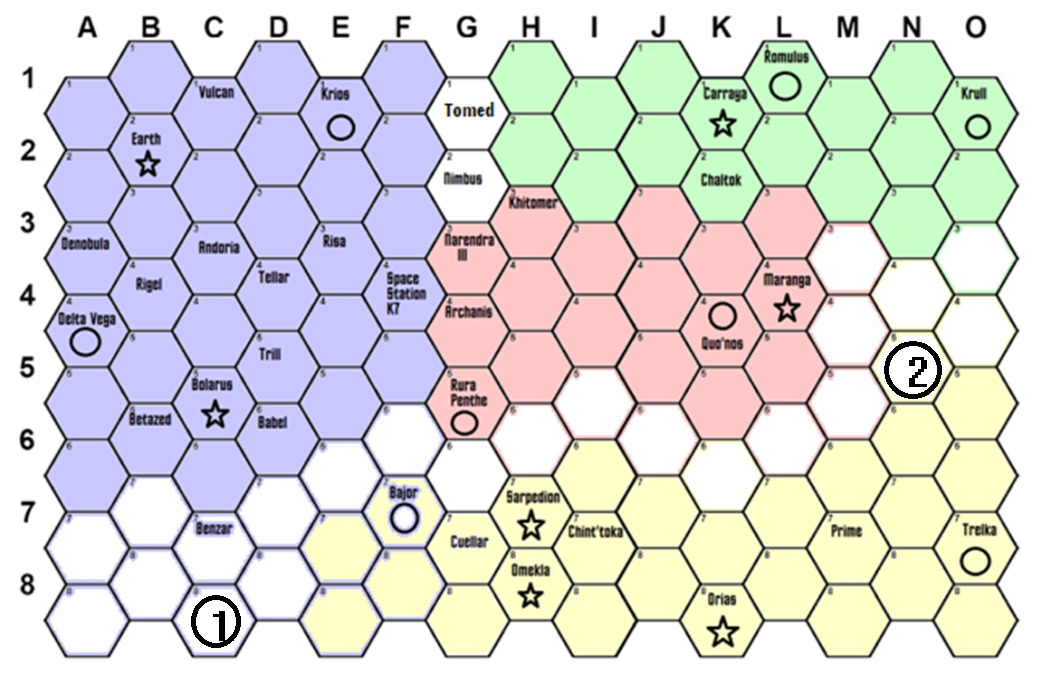 A B C D E F G H I J K L M N O
1
Romulus
Vulcan
Krios
Carraya
Krull
Tomed
Earth
2
Nimbus
Chaltok
Khitomer
3
Denobula
Andoria
Risa
Narendra
III
Rigel
Tellar
Space
Station
K7
Maranga
4
Delta Vega
Archanis
Quo'nos
Trill
5
Bolarus
Rura
Penthe
2
Betazed
Babel
6
Bajor
Sarpedion
7
Benzar
Cuellar
Chint'toka
Prime
Trelka
Omekla
8
1
Orias